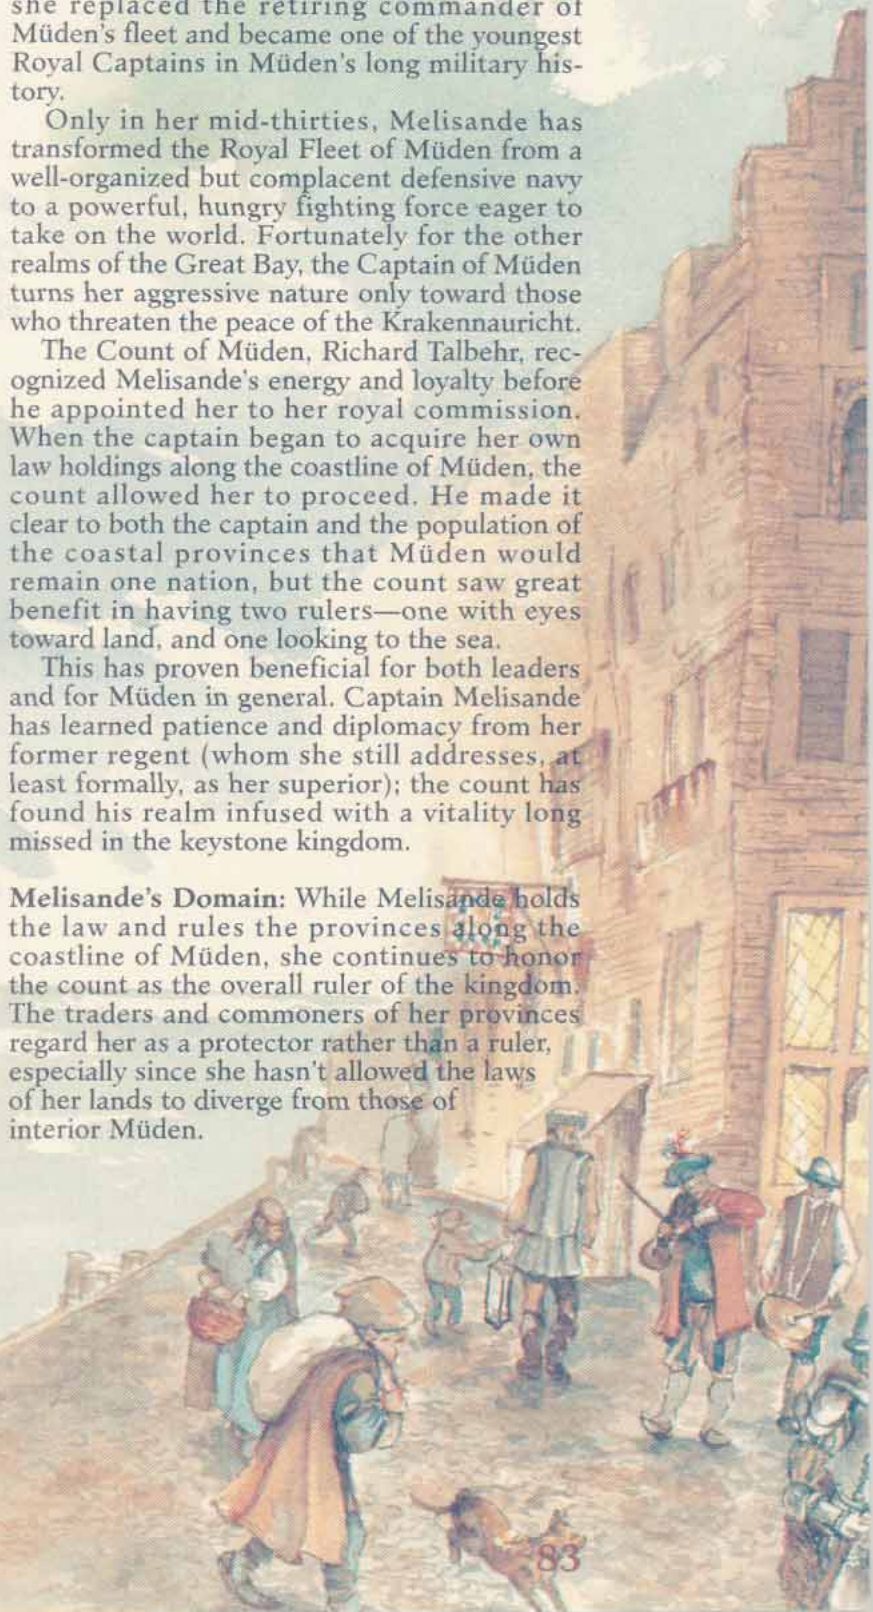 she replaced the retiring commander of
Müden's fleet and became one of the youngest
Royal Captains in Müden's long military his-
tory.
Only in her mid-thirties, Melisande has
transformed the Royal Fleet of Müden from a
well-organized but complacent defensive navy
to a powerful, hungry fighting force eager to
take on the world. Fortunately for the other
realms of the Great Bay, the Captain of Müden
turns her aggressive nature only toward those
who threaten the peace of the Krakennauricht.
The Count of Müden, Richard Talbehr, rec-
ognized Melisande's energy and loyalty before
he appointed her to her royal commission.
When the captain began to acquire her own
law holdings along the coastline of Müden, the
count allowed her to proceed. He made it
clear to both the captain and the population of
the coastal provinces that Müden would
remain one nation, but the count saw great
benefit in having two rulers—one with eyes
toward land, and one looking to the sea.
This has proven beneficial for both leaders
and for Müden in general. Captain Melisande
has learned patience and diplomacy from her
former regent (whom she still addresses, at
least formally, as her superior); the count has
found his realm infused with a vitality long
missed in the keystone kingdom.
Melisande's Domain: While Melisande holds
the law and rules the provinces along the
coastline of Müden, she continues to honor
the count as the overall ruler of the kingdom.
The traders and commoners of her provinces
regard her as a protector rather than a ruler,
especially since she hasn't allowed the laws
of her lands to diverge from those of
interior Müden.
83